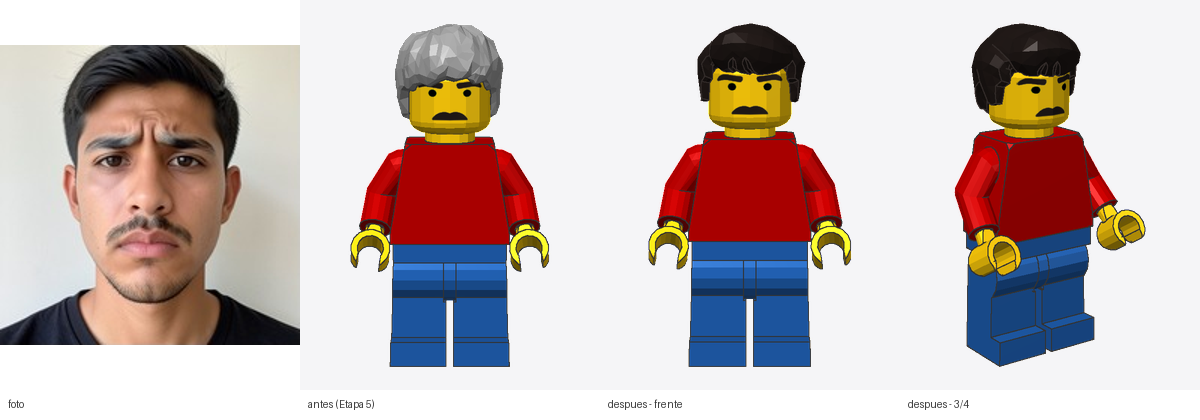 foto
antes (Etapa 5)
despues - frente
despues - 3/4